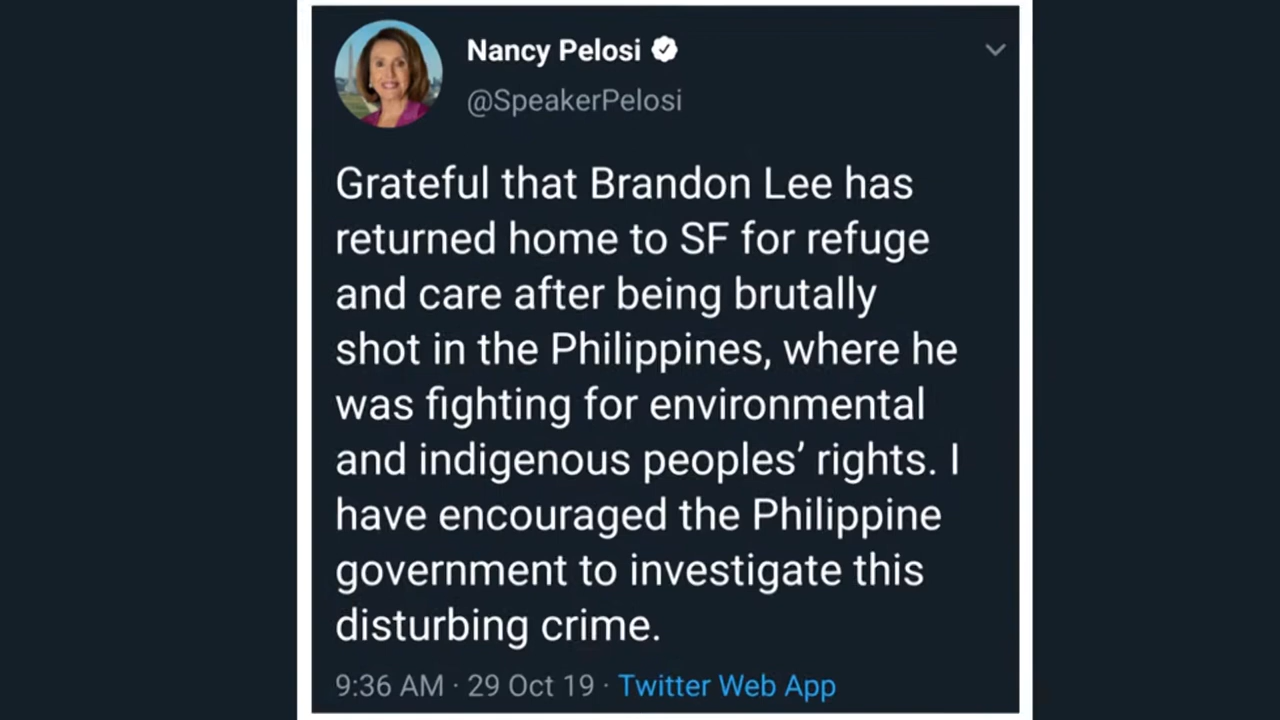 Nancy Pelosi
@SpeakerPelosi
Grateful that Brandon Lee has
returned home to SF for refuge
and care after being brutally
shot in the Philippines, where he
was fighting for environmental
and indigenous peoples’ rights. I
have encouraged the Philippine
government to investigate this
disturbing crime.
9:36 AM · 29 Oct 19 · Twitter Web App